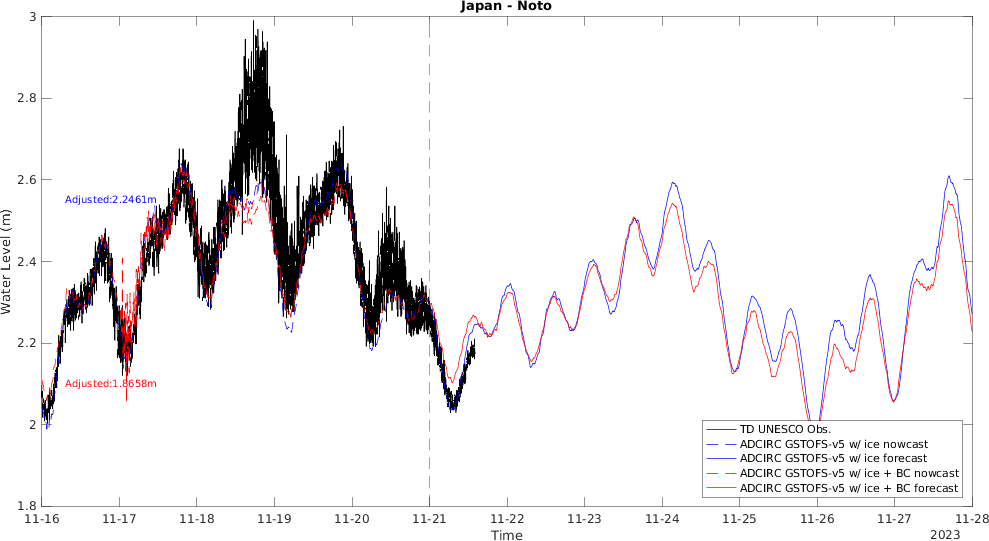 Japan - Noto
3
2.8
2.6
2.4
2.2
2
1.8
Water Level (m)
Adjusted:2.2461m
Adjusted:1.8658m
TD UNESCO Obs.
ADCIRC GSTOFS-v5 w/ ice nowcast
ADCIRC GSTOFS-v5 w/ ice forecast
ADCIRC GSTOFS-v5 w/ ice + BC nowcast
ADCIRC GSTOFS-v5 w/ ice + BC forecast
11-16 11-17 11-18 11-19 11-20 11-21 11-22 11-23 11-24 11-25 11-26 11-27 11-28
Time
2023